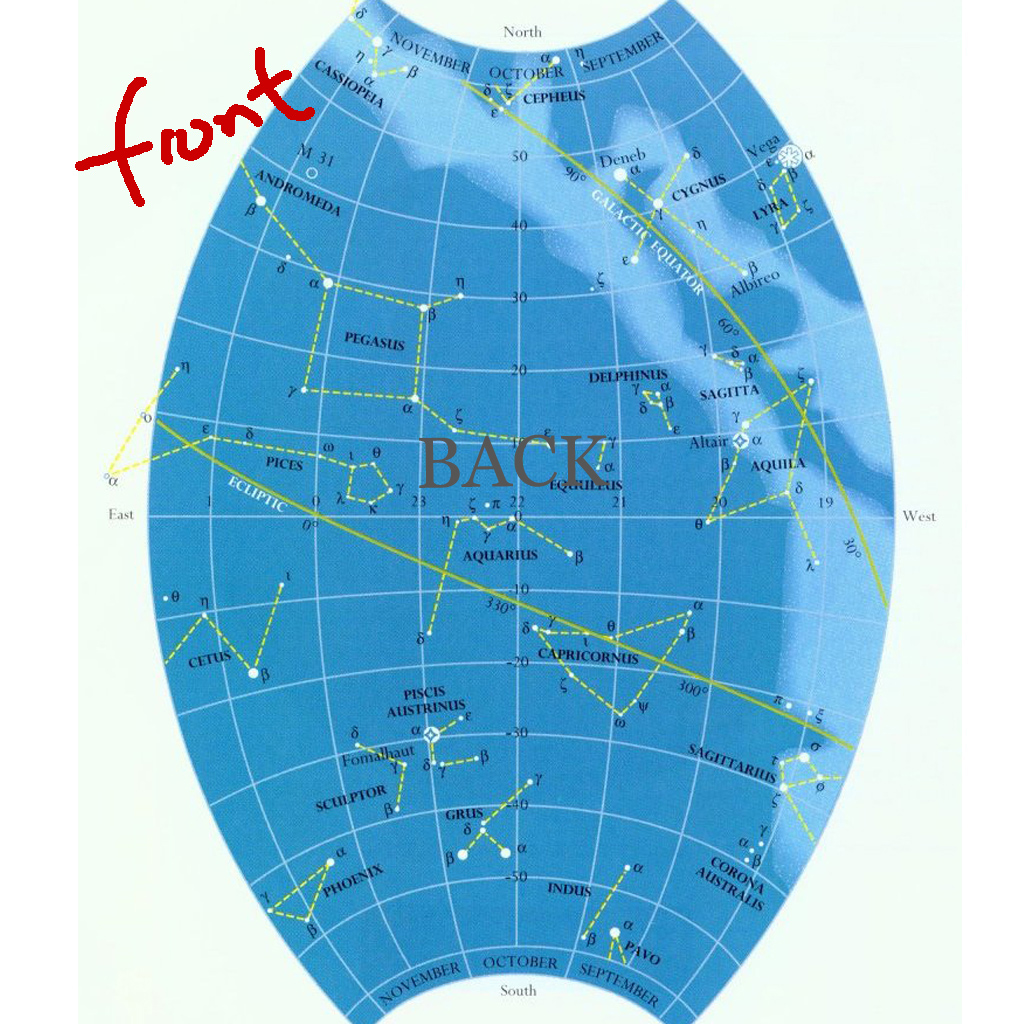 North
NOVEMBER
OCTOBER
SEPTEMBER
front
δ
γ
η
α
β
CASSIOPEIA
α
η
δ
ζ
ε
CEPHEUS
M 31
ANDROMEDA
β
δ
α
50
90°
Deneb
α
δ
CYGNUS
γ
η
ε
ζ
β
Albireo
GALACTIC EQUATOR
Vega
α
ε
β
δ
LYRA
ζ
γ
40
η
β
30
PEGASUS
γ
α
ζ
ε
20
60°
γ
δ
α
β
SAGITTA
DELPHINUS
γ
α
δ
β
ε
ζ
γ
Altair
α
β
AQUILA
δ
θ
λ
η
ο
α
ε
δ
PICES
ω
ι
θ
γ
λ
κ
BACK
γ
α
EQUULEUS
ECLIPTIC
East
1
0
23
22
21
20
19
West
0
0°
30°
ζ
π
η
γ
α
β
AQUARIUS
δ
-10
330°
θ
η
ι
CETUS
β
δ
γ
ι
θ
α
β
CAPRICORNUS
ζ
ψ
ω
-20
300°
π
ξ
PISCIS
AUSTRINUS
α
ε
Fomalhaut
δ
γ
β
-30
δ
γ
SCULPTOR
β
SAGITTARIUS
σ
τ
φ
ζ
GRUS
γ
δ
β
α
-40
γ
α
β
CORONA
AUSTRALIS
α
PHOENIX
γ
β
-50
INDUS
α
β
α
PAVO
NOVEMBER
OCTOBER
SEPTEMBER
South